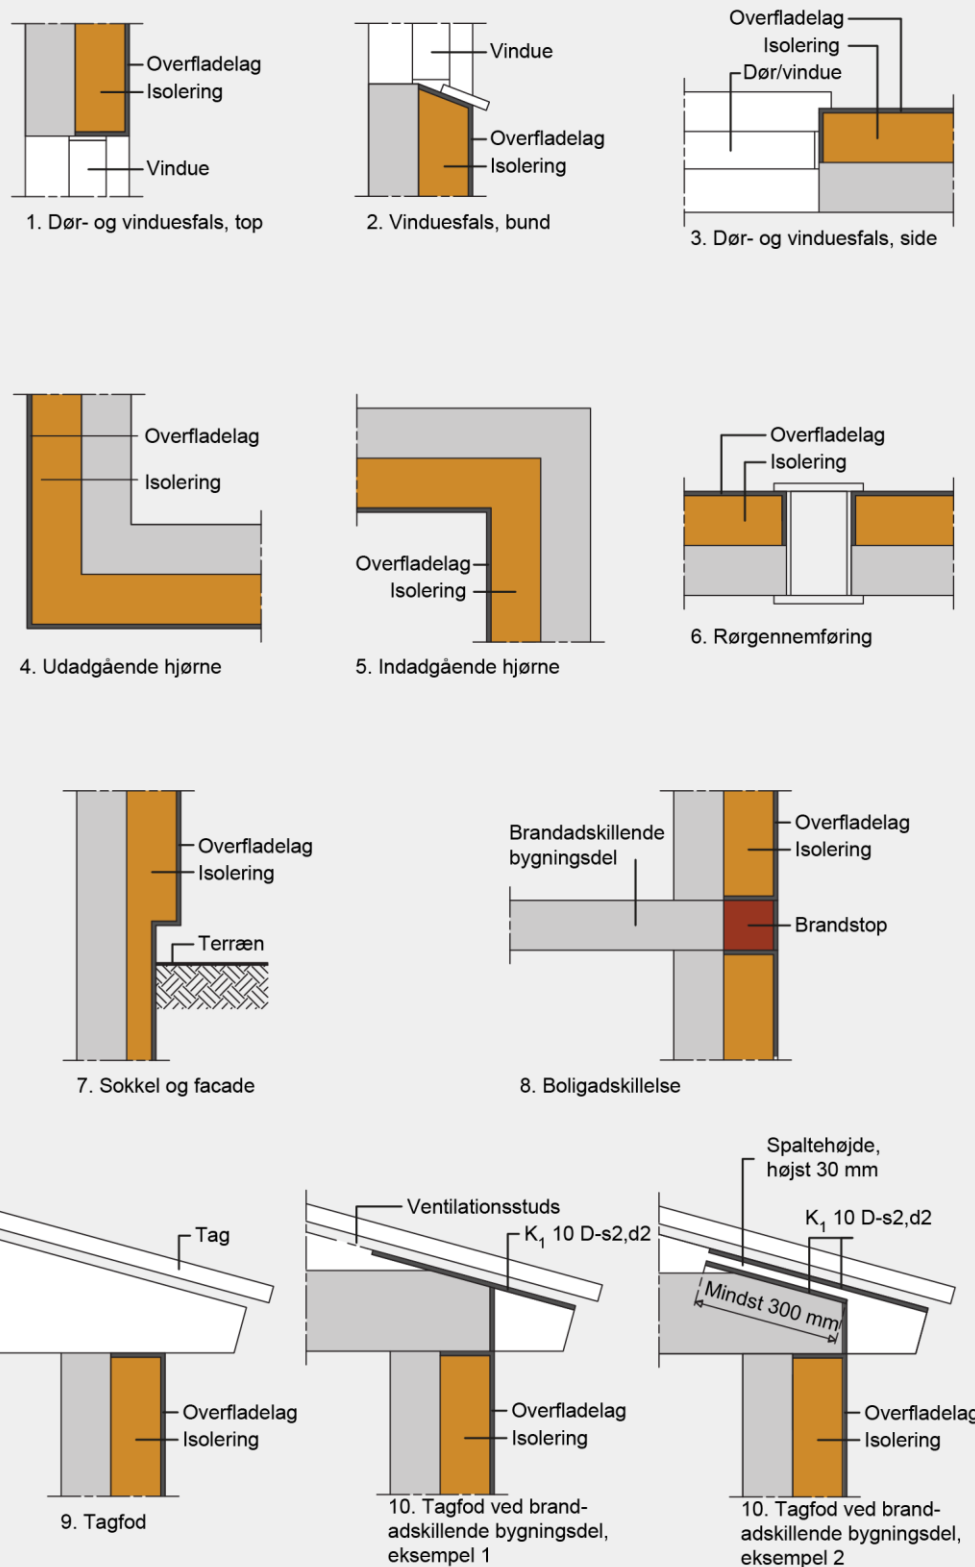 Overfladelag
Isolering
Vindue
1. Dør- og vinduesfals, top
Vindue
Overfladelag
Isolering
2. Vinduesfals, bund
Overfladelag
Isolering
Dør/vindue
3. Dør- og vinduesfals, side
Overfladelag
Isolering
4. Udadgående hjørne
Overfladelag
Isolering
5. Indadgående hjørne
Overfladelag
Isolering
6. Rørgennemføring
Overfladelag
Isolering
Terræn
7. Sokkel og facade
Brandadskillende
bygningsdel
Overfladelag
Isolering
Brandstop
8. Boligadskillelse
Tag
Overfladelag
Isolering
9. Tagfod
Ventilationsstuds
K₁ 10 D-s2,d2
Overfladelag
Isolering
10. Tagfod ved brand-
adskillende bygningsdel,
eksempel 1
Spaltehøjde,
højst 30 mm
K₁ 10 D-s2,d2
Mindst 300 mm
Overfladelag
Isolering
10. Tagfod ved brand-
adskillende bygningsdel,
eksempel 2